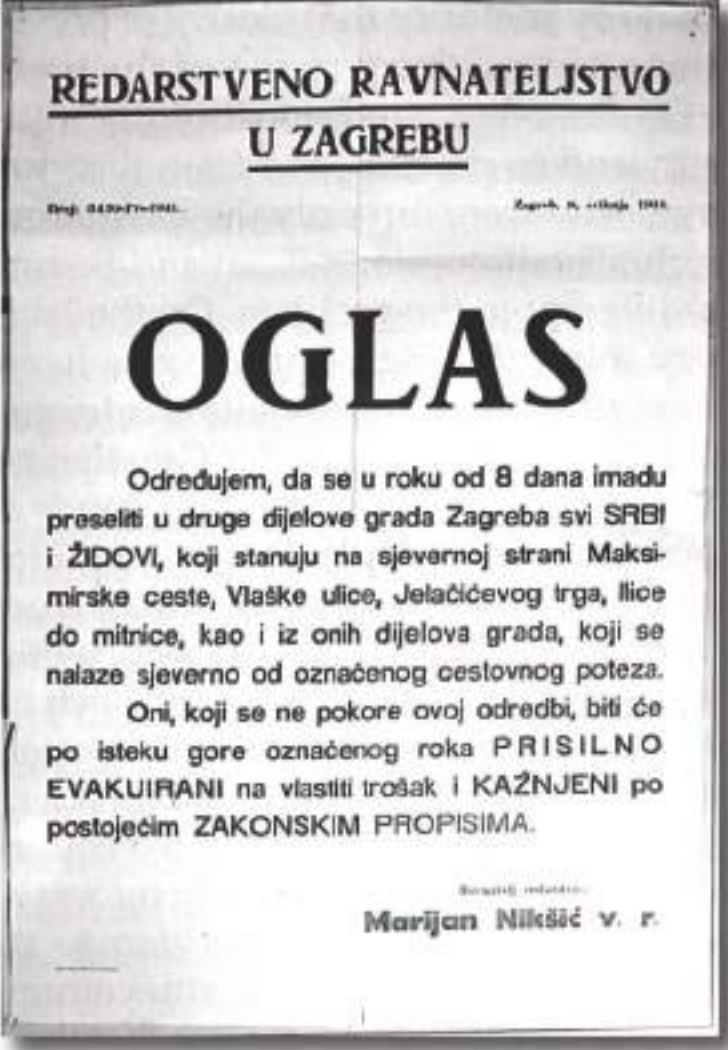 REDARSTVENO RAVNATELJSTVO
U ZAGREBU
Zagreb, 1941.
OGLAS
Određujem, da se u roku od 8 dana imadu
preseliti u druge dijelove grada Zagreba svi SRBI
i ŽIDOVI, koji stanuju na sjevernoj strani Maksi-
mirske ceste, Vlaške ulice, Jelačićevog trga, Ilice
do mitnice, kao i iz onih dijelova grada, koji se
nalaze sjeverno od označenog cestovnog poteza.
Oni, koji se ne pokore ovoj odredbi, biti će
po isteku gore označenog roka PRISILNO
EVAKUIRANI na vlastiti trošak i KAŽNJENI po
postojećim ZAKONSKIM PROPISIMA.
Marijan Nikšić v. r.